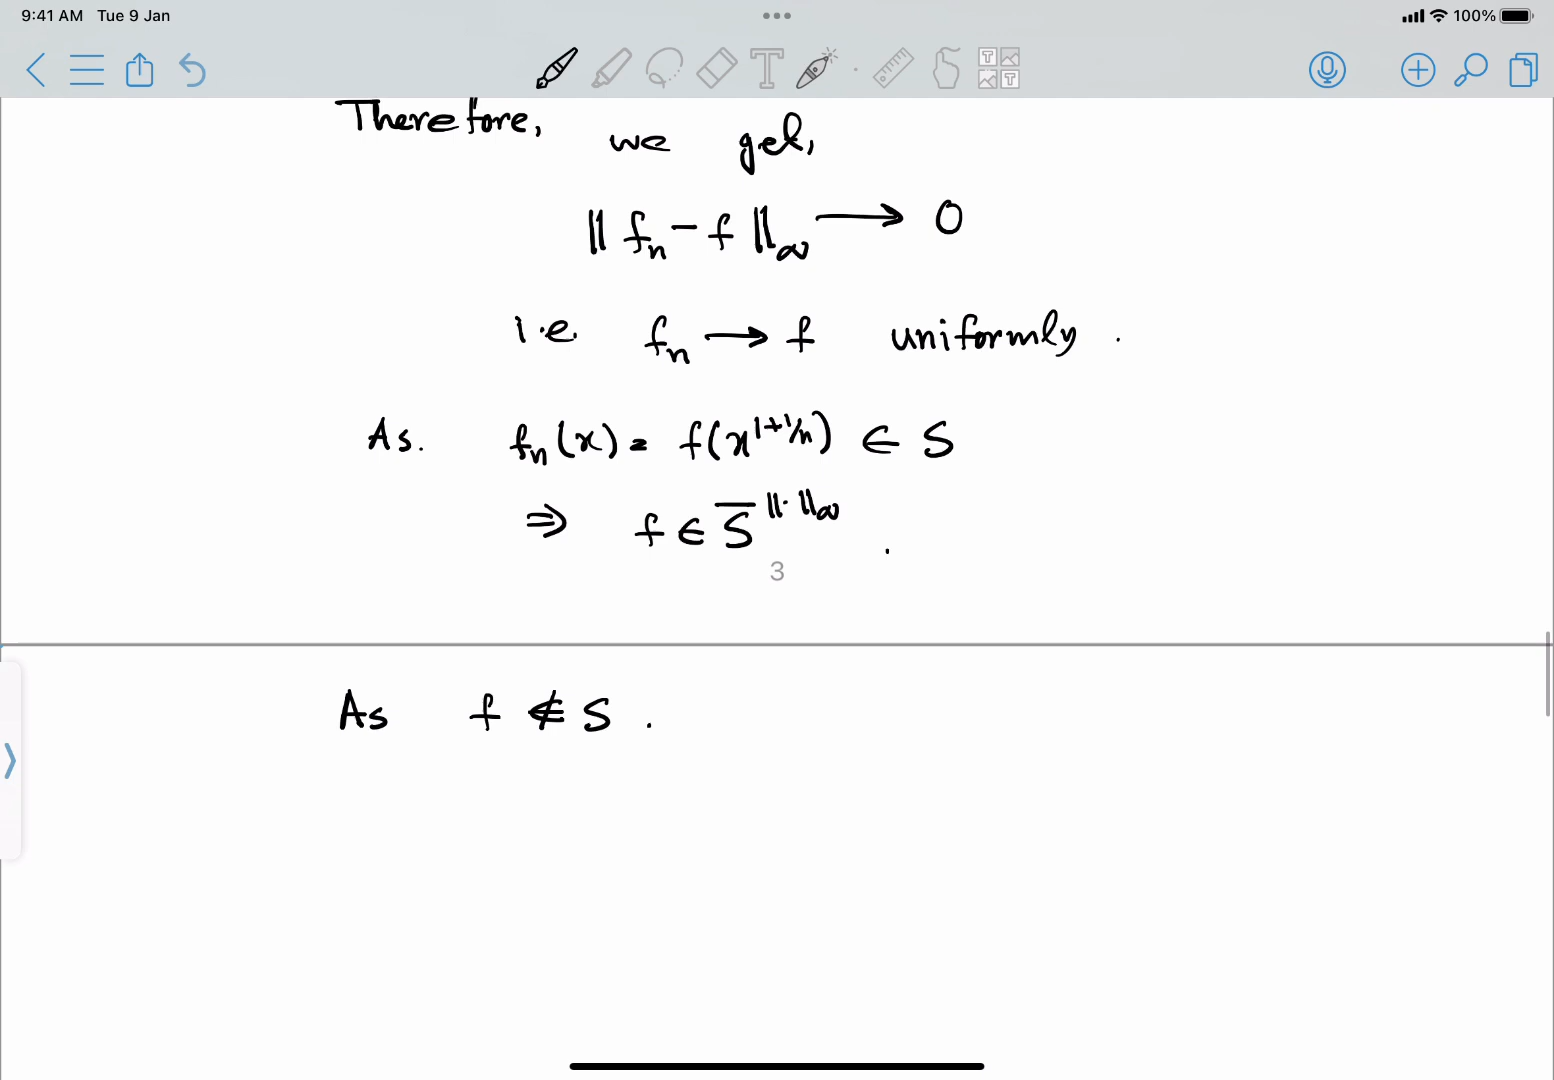 9:41 AM Tue 9 Jan
100%
Therefore, we get,
‖ fₙ − f ‖∞ ⟶ 0
i.e. fₙ ⟶ f uniformly .
As. fₙ(x) = f(x^{1+1/n}) ∈ S
⇒ f ∈ S̅^{‖·‖∞} .
3
As f ∉ S .